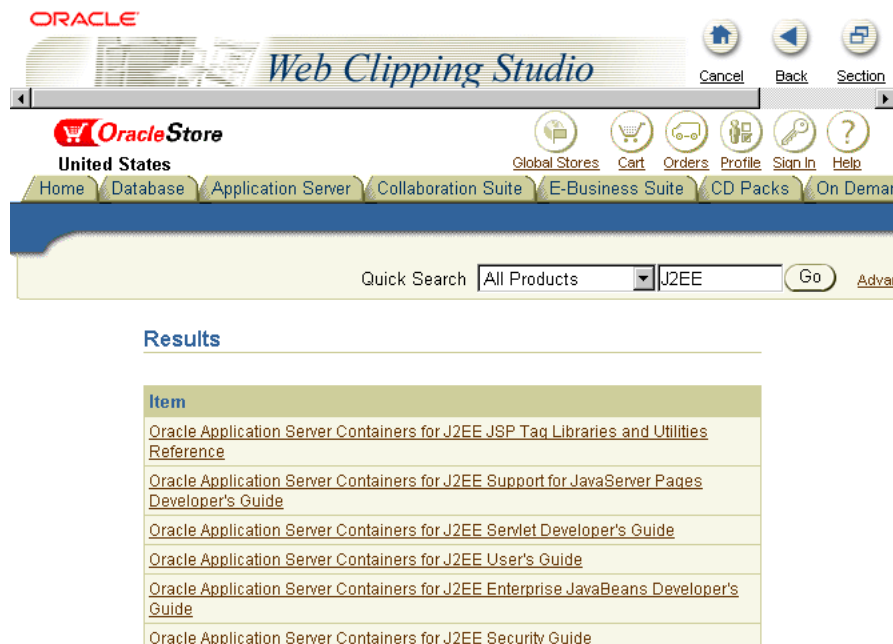 ORACLE
Web Clipping Studio
Cancel Back Section
OracleStore
United States
Global Stores Cart Orders Profile Sign In Help
Home Database Application Server Collaboration Suite E-Business Suite CD Packs On Deman
Quick Search All Products J2EE Go Adva
Results
Item
Oracle Application Server Containers for J2EE JSP Tag Libraries and Utilities
Reference
Oracle Application Server Containers for J2EE Support for JavaServer Pages
Developer's Guide
Oracle Application Server Containers for J2EE Servlet Developer's Guide
Oracle Application Server Containers for J2EE User's Guide
Oracle Application Server Containers for J2EE Enterprise JavaBeans Developer's
Guide
Oracle Application Server Containers for J2EE Security Guide